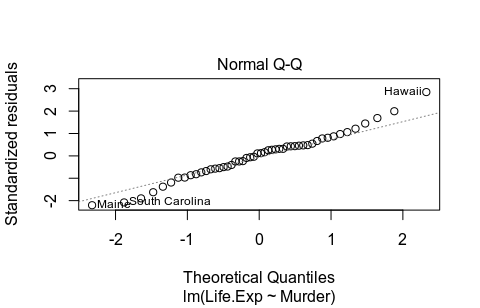 Normal Q-Q
Standardized residuals
3
2
1
0
-2
Hawaii
Maine
South Carolina
-2
-1
0
1
2
Theoretical Quantiles
lm(Life.Exp ~ Murder)